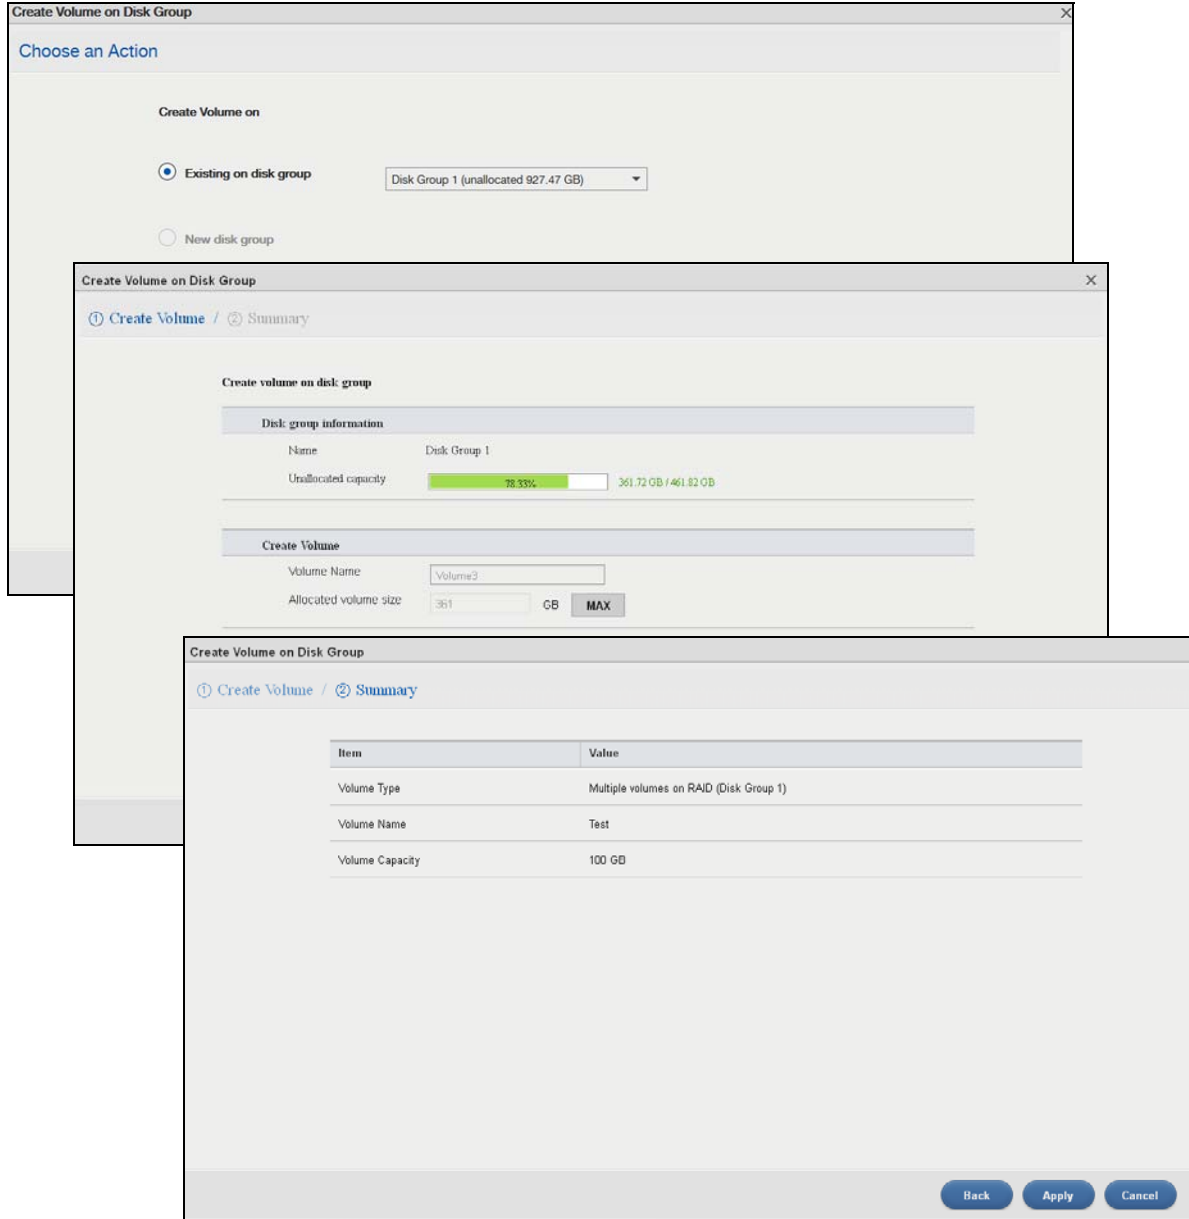 Create Volume on Disk Group
Choose an Action
Create Volume on
Existing on disk group Disk Group 1 (unallocated 927.47 GB)
New disk group
Create Volume on Disk Group
① Create Volume / ② Summary
Create volume on disk group
Disk group information
Name Disk Group 1
Unallocated capacity 78.33% 361.72 GB / 461.82 GB
Create Volume
Volume Name Volume3
Allocated volume size 361 GB MAX
Create Volume on Disk Group
① Create Volume / ② Summary
Item Value
Volume Type Multiple volumes on RAID (Disk Group 1)
Volume Name Test
Volume Capacity 100 GB
Back Apply Cancel